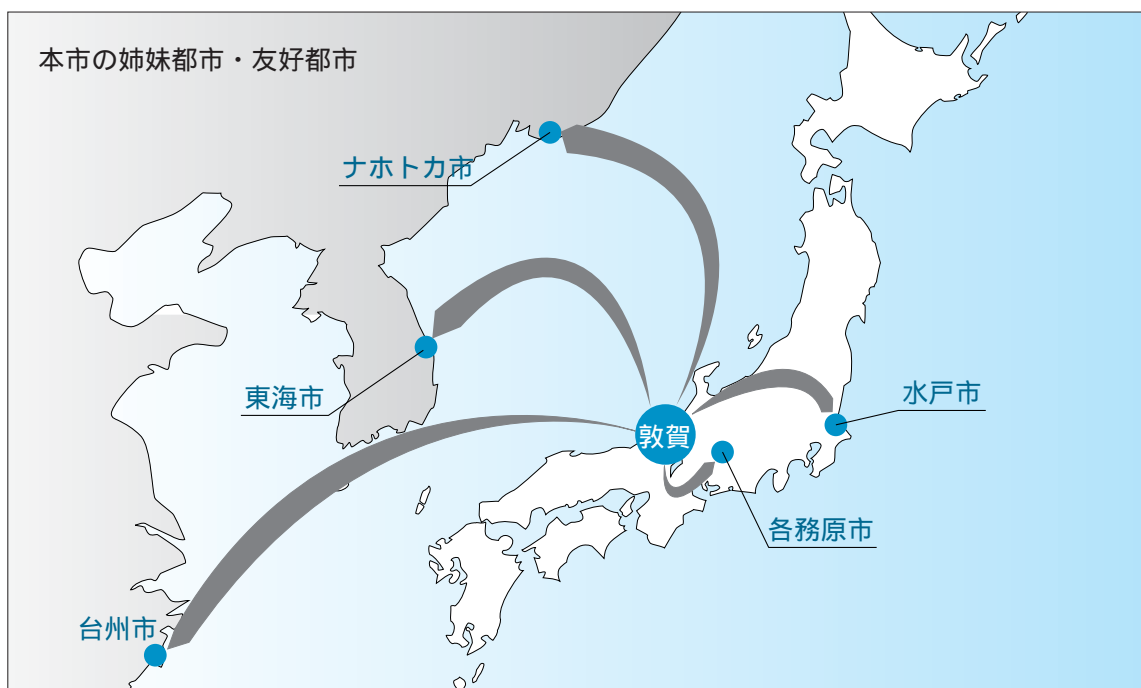 本市の姉妹都市・友好都市
ナホトカ市
東海市
水戸市
敦賀
各務原市
台州市